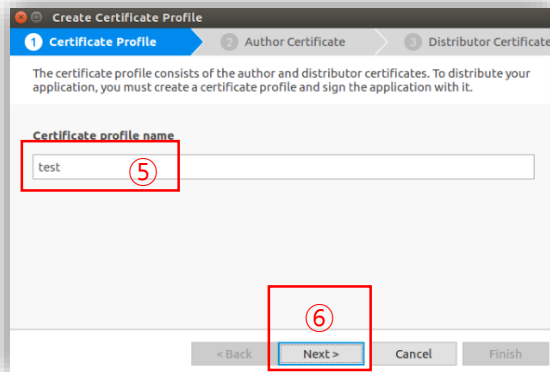 Create Certificate Profile
1 Certificate Profile 2 Author Certificate 3 Distributor Certificate
The certificate profile consists of the author and distributor certificates. To distribute your
application, you must create a certificate profile and sign the application with it.
Certificate profile name
test ⑤
⑥
< Back Next > Cancel Finish